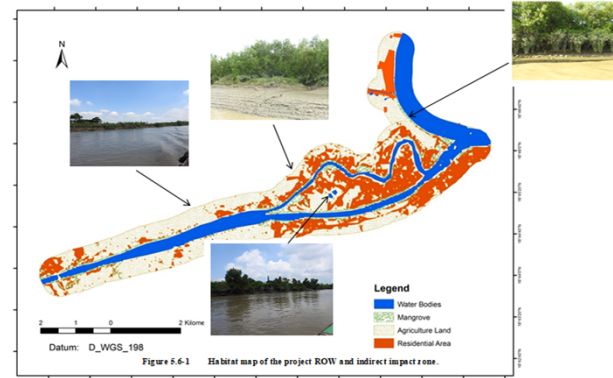 N
Legend
Water Bodies
Mangrove
Agriculture Land
Residential Area
2 1 0 2 Kilome
Datum: D_WGS_198
Figure 5.6-1 Habitat map of the project ROW and indirect impact zone.